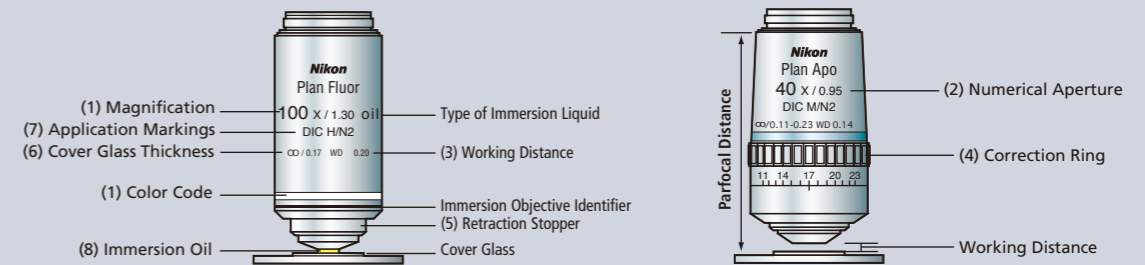 (1) Magnification
(7) Application Markings
(6) Cover Glass Thickness
(1) Color Code
(8) Immersion Oil
Nikon
Plan Fluor
100 X / 1.30 oil
DIC H/N2
∞ / 0.17 WD 0.20
Type of Immersion Liquid
(3) Working Distance
Immersion Objective Identifier
(5) Retraction Stopper
Cover Glass
Parfocal Distance
Nikon
Plan Apo
40 X / 0.95
DIC M/N2
∞/0.11-0.23 WD 0.14
11 14 17 20 23
(2) Numerical Aperture
(4) Correction Ring
Working Distance